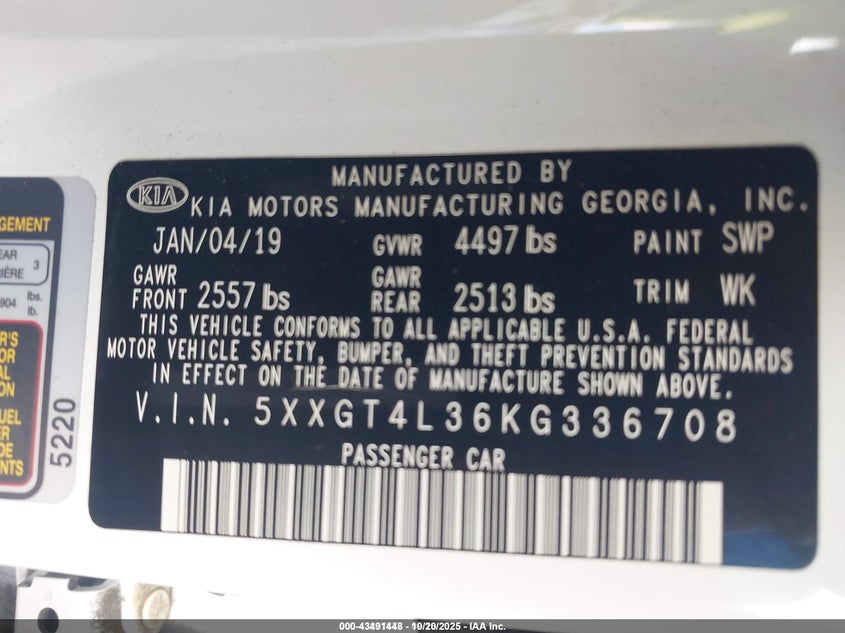 MANUFACTURED BY
KIA KIA MOTORS MANUFACTURING GEORGIA, INC.
JAN/04/19 GVWR 4497 lbs PAINT SWP
GAWR FRONT 2557 lbs GAWR REAR 2513 lbs TRIM WK
THIS VEHICLE CONFORMS TO ALL APPLICABLE U.S.A. FEDERAL
MOTOR VEHICLE SAFETY, BUMPER, AND THEFT PREVENTION STANDARDS
IN EFFECT ON THE DATE OF MANUFACTURE SHOWN ABOVE.
V.I.N. 5XXGT4L36KG336708
PASSENGER CAR
5220
000-43491448 - 10/20/2025 - IAA Inc.